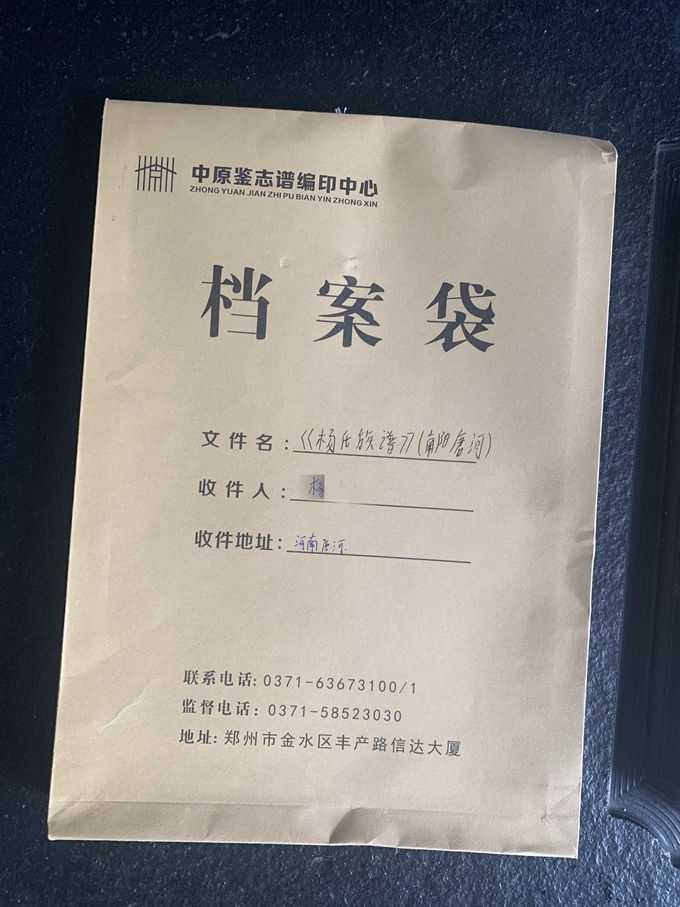 中原鉴志谱编印中心
ZHONG YUAN JIAN ZHI PU BIAN YIN ZHONG XIN
档案袋
文件名：《杨氏族谱》(南阳唐河)
收件人：杨
收件地址：河南唐河
联系电话：0371-63673100/1
监督电话：0371-58523030
地址：郑州市金水区丰产路信达大厦